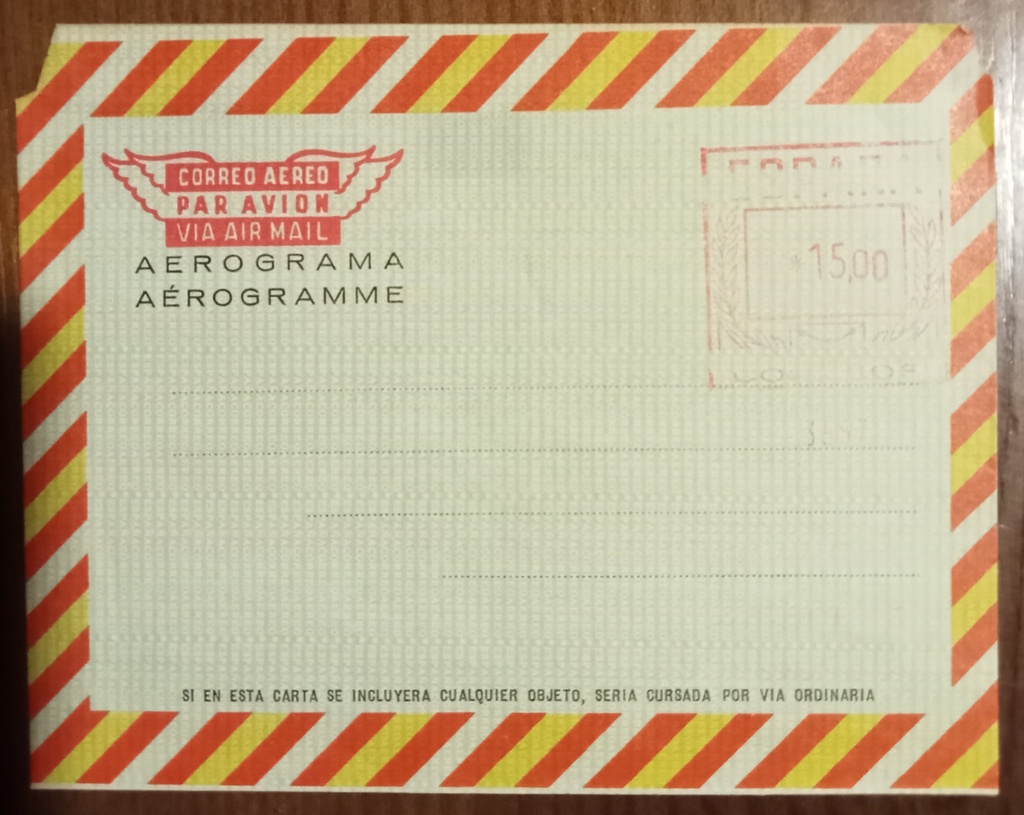 CORREO AEREO
PAR AVION
VIA AIR MAIL
AEROGRAMA
AÉROGRAMME
ESPAÑA
15,00
SI EN ESTA CARTA SE INCLUYERA CUALQUIER OBJETO, SERIA CURSADA POR VIA ORDINARIA